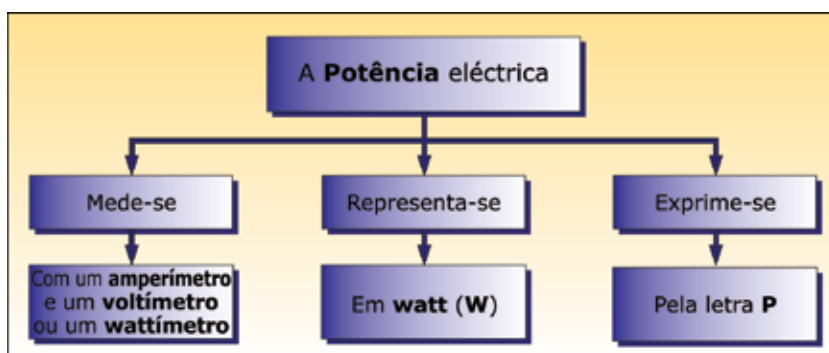 A Potência eléctrica
Mede-se
Representa-se
Exprime-se
Com um amperímetro
e um voltímetro
ou um wattímetro
Em watt (W)
Pela letra P